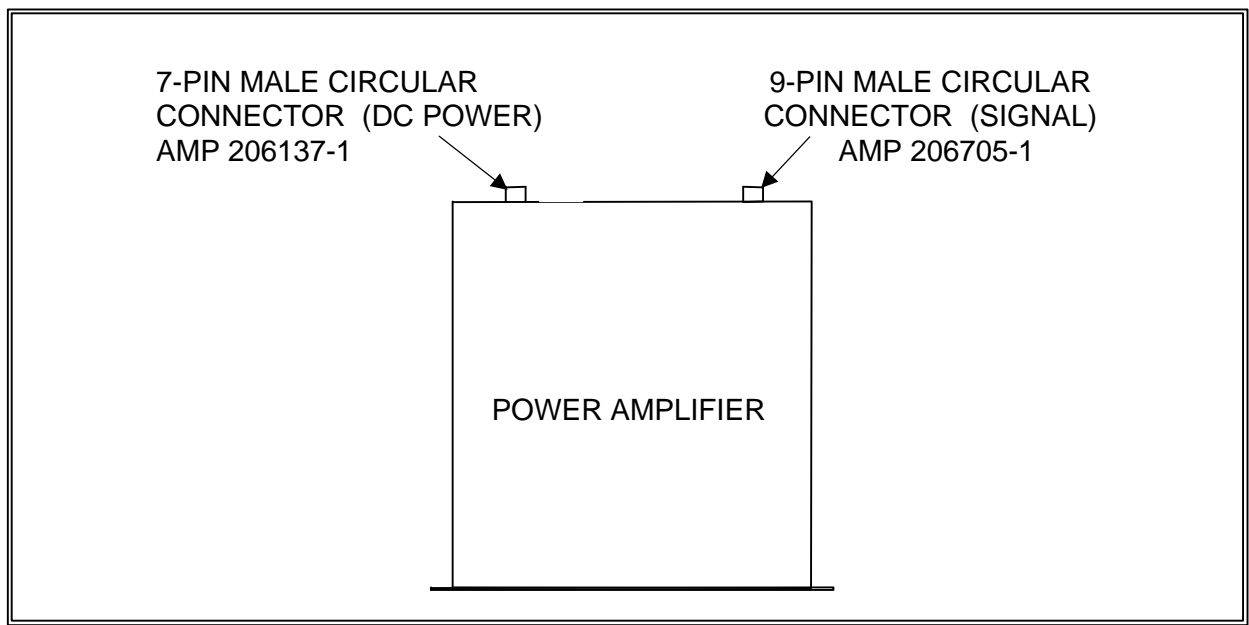 7-PIN MALE CIRCULAR
CONNECTOR (DC POWER)
AMP 206137-1
9-PIN MALE CIRCULAR
CONNECTOR (SIGNAL)
AMP 206705-1
POWER AMPLIFIER